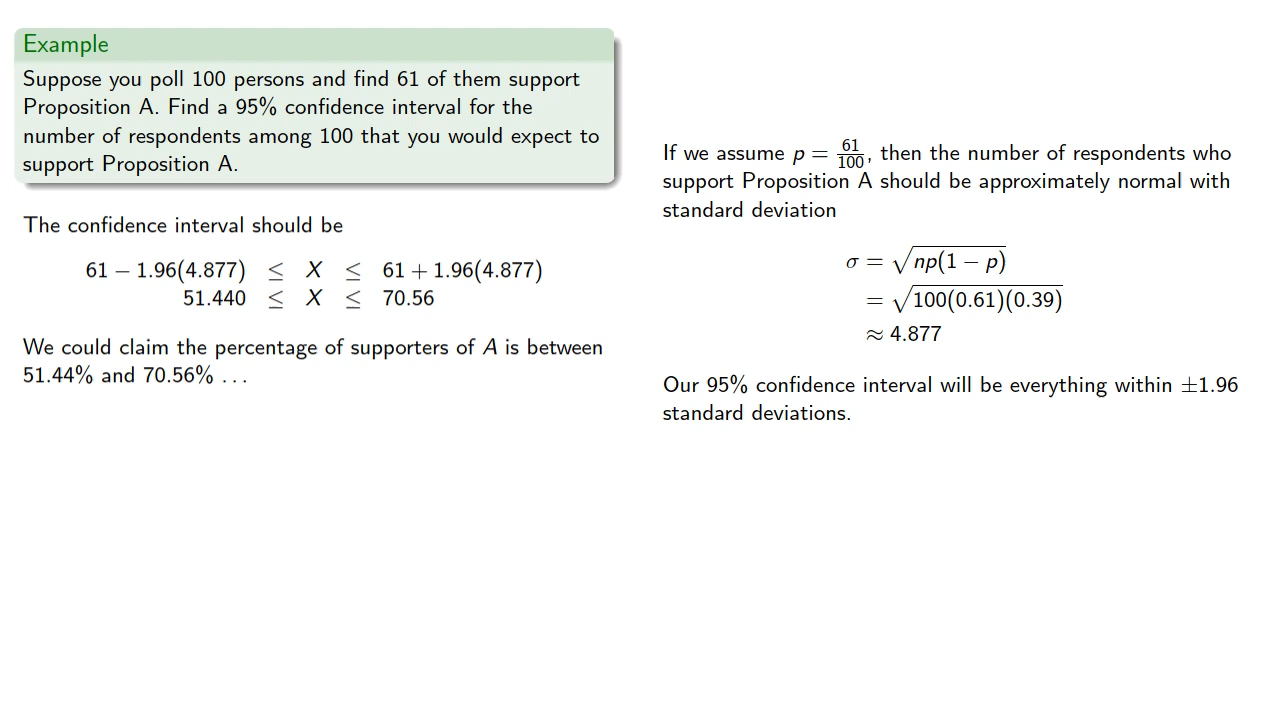 Example
Suppose you poll 100 persons and find 61 of them support
Proposition A. Find a 95% confidence interval for the
number of respondents among 100 that you would expect to
support Proposition A.
The confidence interval should be
61 − 1.96(4.877) ≤ X ≤ 61 + 1.96(4.877)
51.440 ≤ X ≤ 70.56
We could claim the percentage of supporters of A is between
51.44% and 70.56% . . .
If we assume p = 61/100, then the number of respondents who
support Proposition A should be approximately normal with
standard deviation
σ = √np(1 − p)
= √100(0.61)(0.39)
≈ 4.877
Our 95% confidence interval will be everything within ±1.96
standard deviations.